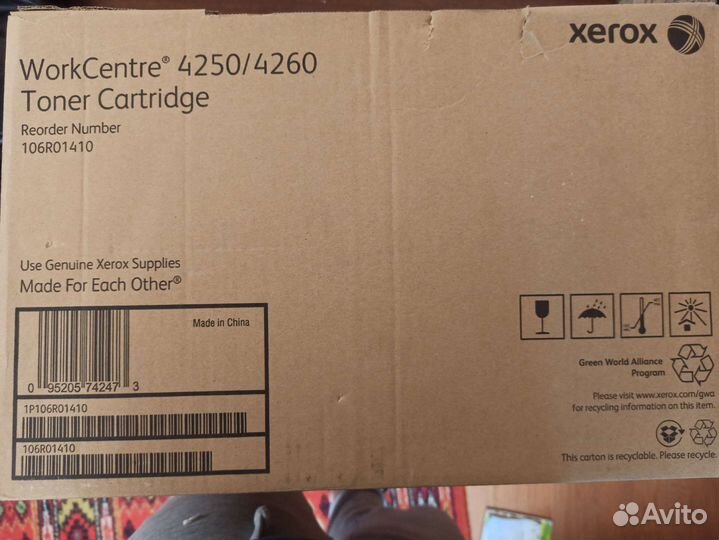 xerox
WorkCentre® 4250/4260
Toner Cartridge
Reorder Number
106R01410
Use Genuine Xerox Supplies
Made For Each Other®
Made in China
0 95205 74247 3
1P106R01410
106R01410
Green World Alliance
Program
Please visit www.xerox.com/gwa
for recycling information on this item.
This carton is recyclable. Please recycle.
Avito